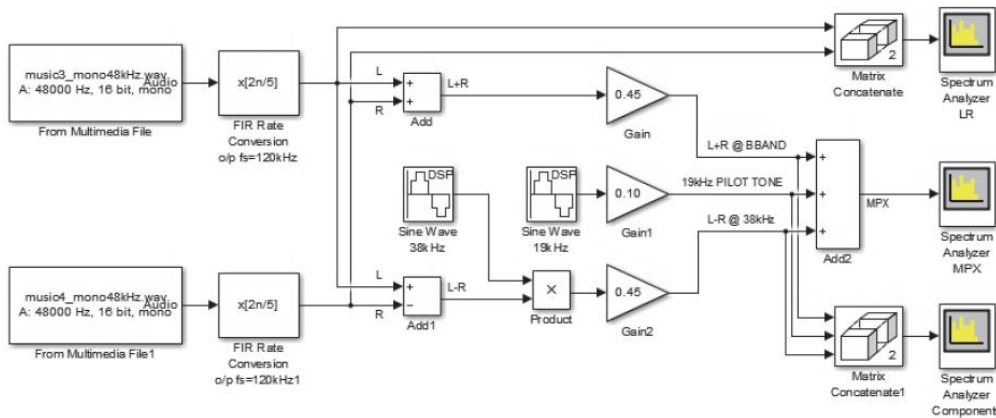 music3_mono48kHz.wav
Audio
A: 48000 Hz, 16 bit, mono
From Multimedia File
x[2n/5]
FIR Rate
Conversion
o/p fs=120kHz
L
R
+
+
Add
L+R
0.45
Gain
2
Matrix
Concatenate
Spectrum
Analyzer
LR
L+R @ BBAND
DSP
Sine Wave
38kHz
DSP
Sine Wave
19kHz
0.10
Gain1
19kHz PILOT TONE
L-R @ 38kHz
+
+
+
Add2
MPX
Spectrum
Analyzer
MPX
music4_mono48kHz.wav
Audio
A: 48000 Hz, 16 bit, mono
From Multimedia File1
x[2n/5]
FIR Rate
Conversion
o/p fs=120kHz1
L
R
+
−
Add1
L-R
×
Product
0.45
Gain2
2
Matrix
Concatenate1
Spectrum
Analyzer
Component